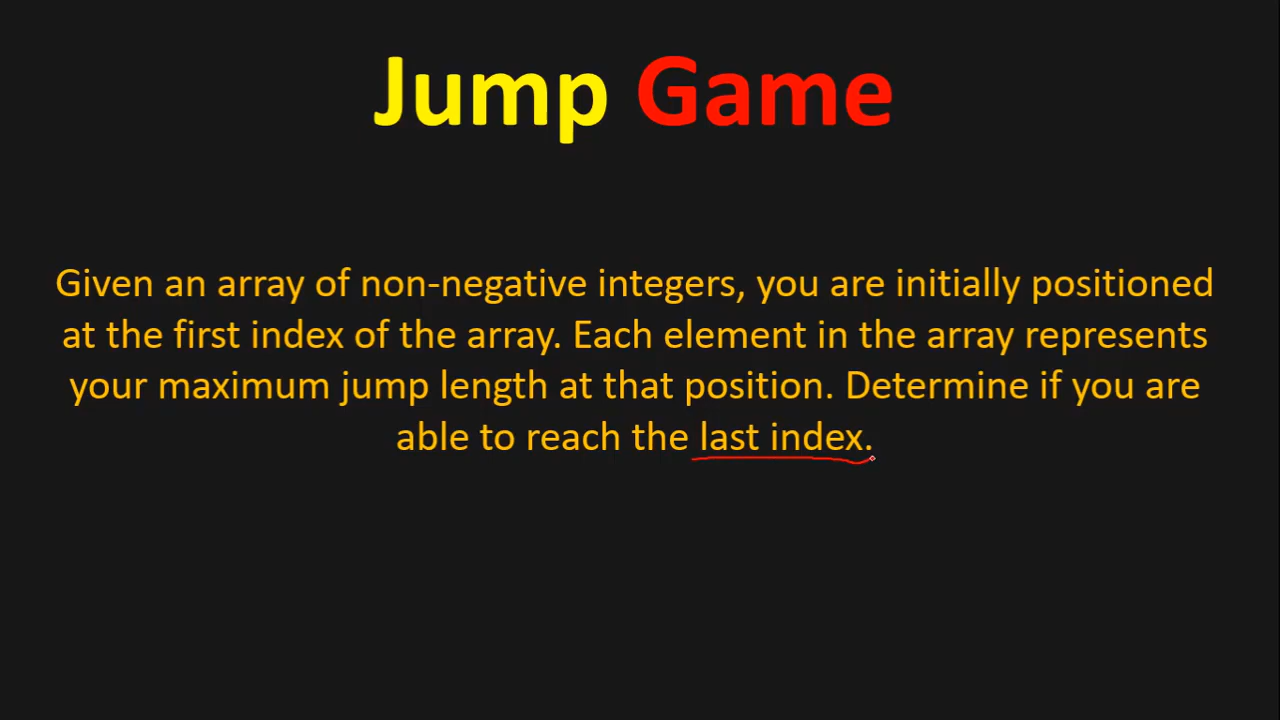 Jump Game
Given an array of non-negative integers, you are initially positioned
at the first index of the array. Each element in the array represents
your maximum jump length at that position. Determine if you are
able to reach the last index.